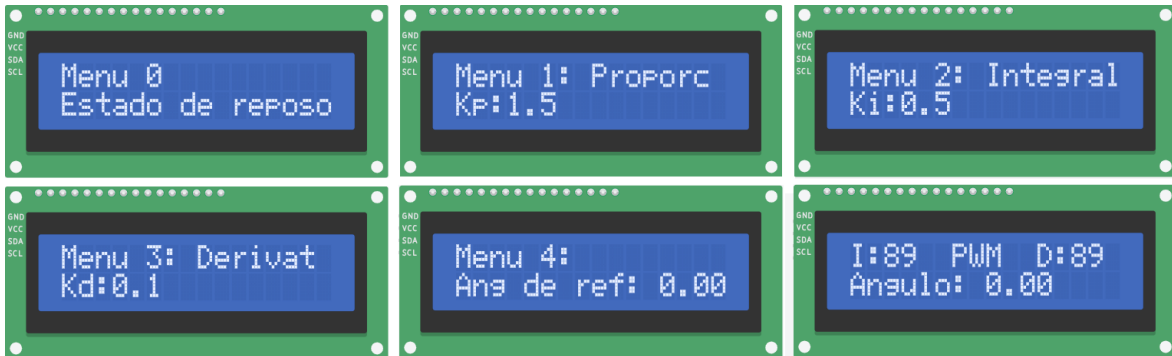 GND
VCC
SDA
SCL
Menu 0
Estado de reposo
GND
VCC
SDA
SCL
Menu 1: Proporc
Kp:1.5
GND
VCC
SDA
SCL
Menu 2: Integral
Ki:0.5
GND
VCC
SDA
SCL
Menu 3: Derivat
Kd:0.1
GND
VCC
SDA
SCL
Menu 4:
Ang de ref: 0.00
GND
VCC
SDA
SCL
I:89 PWM D:89
Angulo: 0.00